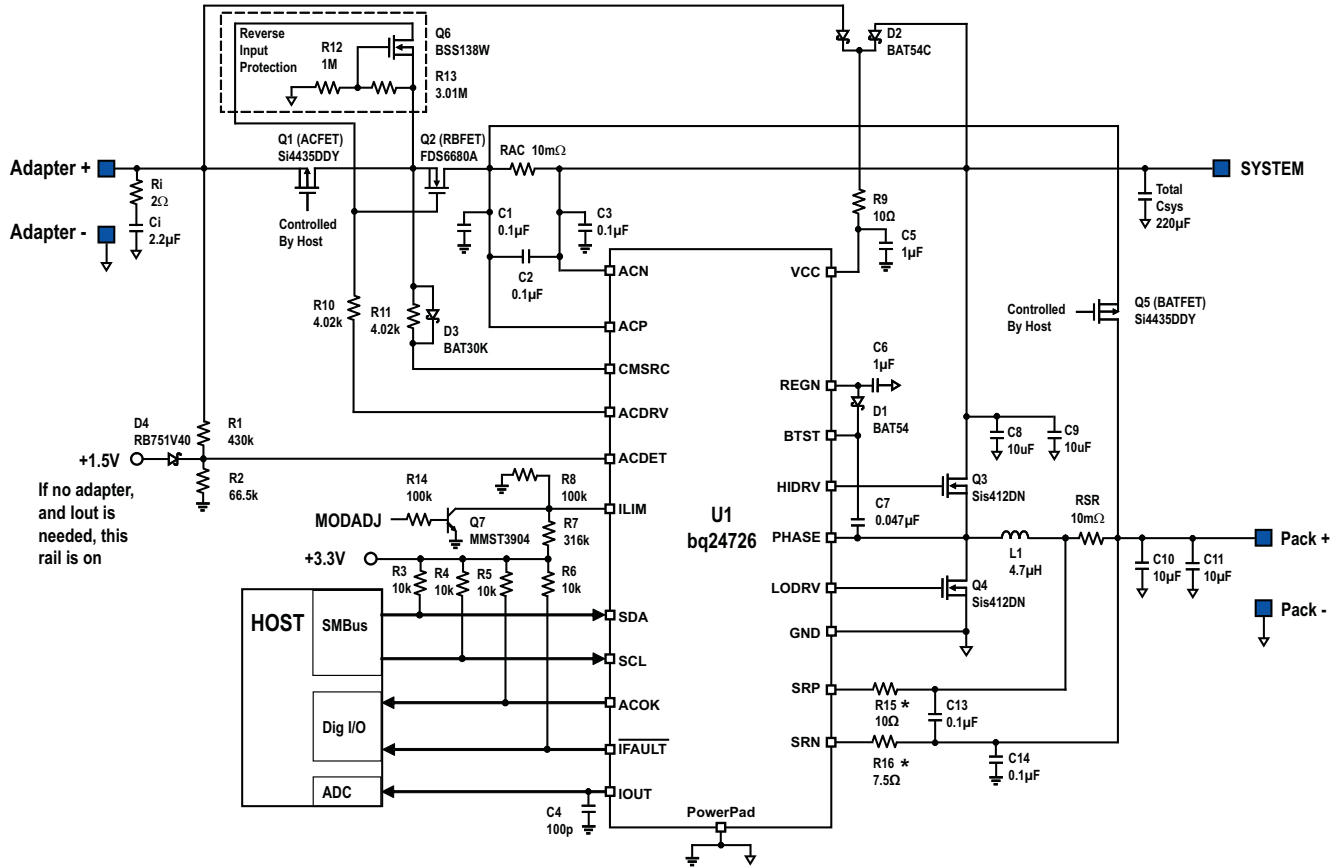 Reverse
Input
Protection
R12
1M
Q6
BSS138W
R13
3.01M
D2
BAT54C
Adapter +
Ri
2Ω
Ci
2.2µF
Adapter -
Q1 (ACFET)
Si4435DDY
Controlled
By Host
Q2 (RBFET)
FDS6680A
RAC 10mΩ
C1
0.1µF
C3
0.1µF
C2
0.1µF
R9
10Ω
C5
1µF
Total
Csys
220µF
SYSTEM
R10
4.02k
R11
4.02k
D3
BAT30K
Controlled
By Host
Q5 (BATFET)
Si4435DDY
ACN
ACP
CMSRC
ACDRV
ACDET
ILIM
SDA
SCL
ACOK
IFAULT
IOUT
U1
bq24726
PowerPad
VCC
REGN
BTST
HIDRV
PHASE
LODRV
GND
SRP
SRN
C6
1µF
D1
BAT54
C7
0.047µF
C8
10uF
C9
10uF
Q3
Sis412DN
Q4
Sis412DN
L1
4.7µH
RSR
10mΩ
C10
10µF
C11
10µF
Pack +
Pack -
R15 *
10Ω
R16 *
7.5Ω
C13
0.1µF
C14
0.1µF
D4
RB751V40
+1.5V
If no adapter,
and Iout is
needed, this
rail is on
R1
430k
R2
66.5k
R14
100k
MODADJ
Q7
MMST3904
R8
100k
R7
316k
+3.3V
R3
10k
R4
10k
R5
10k
R6
10k
HOST
SMBus
Dig I/O
ADC
C4
100p